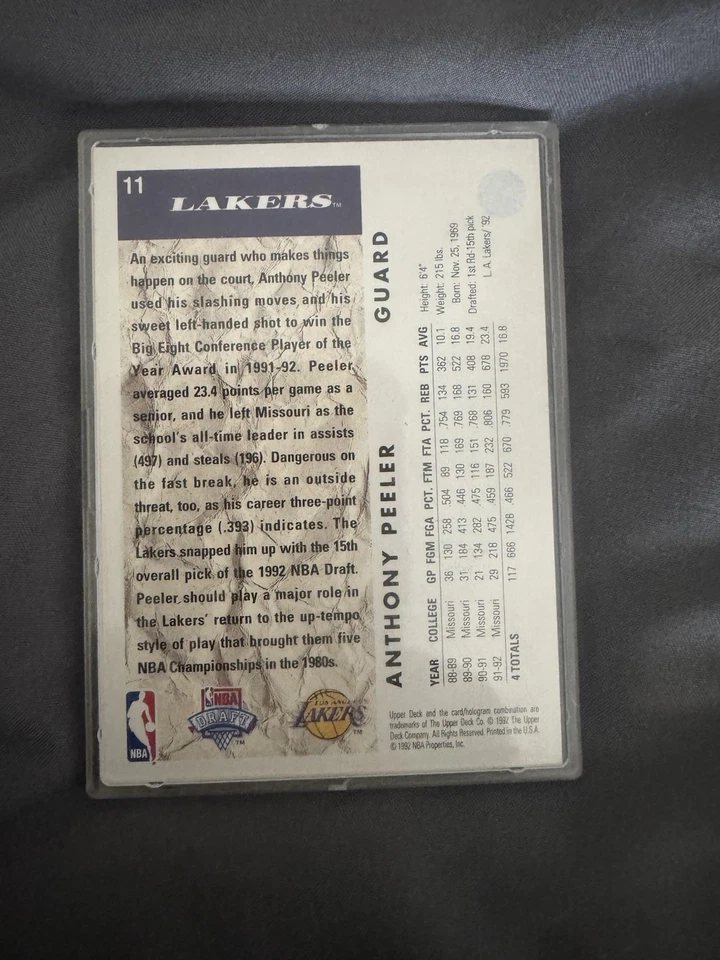 11
LAKERS™
An exciting guard who makes things
happen on the court, Anthony Peeler
used his slashing moves and his
sweet left-handed shot to win the
Big Eight Conference Player of the
Year Award in 1991-92. Peeler
averaged 23.4 points per game as a
senior, and he left Missouri as the
school's all-time leader in assists
(497) and steals (196). Dangerous on
the fast break, he is an outside
threat, too, as his career three-point
percentage (.393) indicates. The
Lakers snapped him up with the 15th
overall pick of the 1992 NBA Draft.
Peeler should play a major role in
the Lakers' return to the up-tempo
style of play that brought them five
NBA Championships in the 1980s.
NBA
NBA
DRAFT™
LOS ANGELES
LAKERS™
ANTHONY PEELER GUARD
Height: 6'4"
Weight: 215 lbs.
Born: Nov. 25, 1969
Drafted: 1st Rd-15th pick
L.A. Lakers/ '92
YEAR COLLEGE GP FGM FGA PCT. FTM FTA PCT. REB PTS AVG
88-89 Missouri 36 130 258 .504 89 118 .754 134 362 10.1
89-90 Missouri 31 184 413 .446 130 169 .769 168 522 16.8
90-91 Missouri 21 134 282 .475 116 151 .768 131 408 19.4
91-92 Missouri 29 218 475 .459 187 232 .806 160 678 23.4
4 TOTALS 117 666 1428 .466 522 670 .779 593 1970 16.8
Upper Deck and the card/hologram combination are
trademarks of The Upper Deck Co. © 1992 The Upper
Deck Company. All Rights Reserved. Printed in the U.S.A.
© 1992 NBA Properties, Inc.